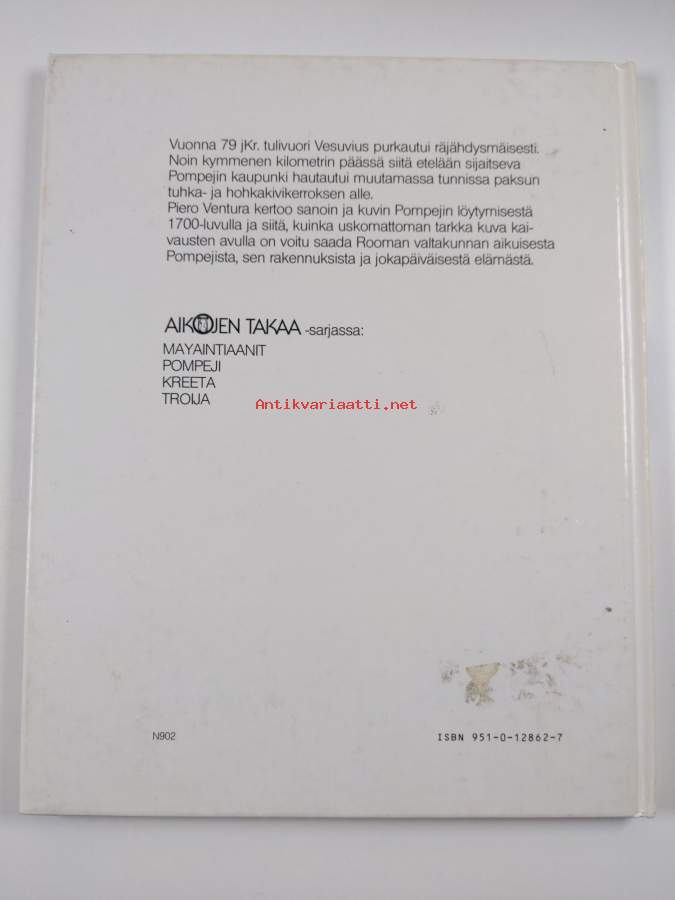 Vuonna 79 jKr. tulivuori Vesuvius purkautui räjähdysmäisesti.
Noin kymmenen kilometrin päässä siitä etelään sijaitseva
Pompejin kaupunki hautautui muutamassa tunnissa paksun
tuhka- ja hohkakivikerroksen alle.
Piero Ventura kertoo sanoin ja kuvin Pompejin löytymisestä
1700-luvulla ja siitä, kuinka uskomattoman tarkka kuva kai-
vausten avulla on voitu saada Rooman valtakunnan aikuisesta
Pompejista, sen rakennuksista ja jokapäiväisestä elämästä.
AIKOJEN TAKAA -sarjassa:
MAYAINTIAANIT
POMPEJI
KREETA
TROIJA
Antikvariaatti.net
N902
ISBN 951-0-12862-7